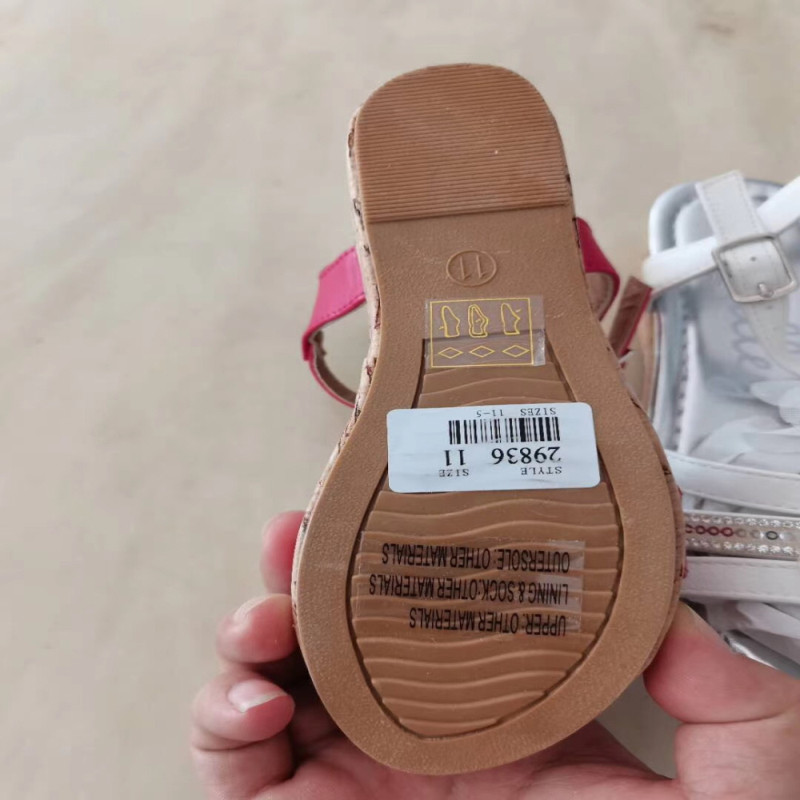 11
STYLE SIZE
29836 11
SIZES 11-5
UPPER: OTHER MATERIALS
LINING & SOCK:OTHER MATERIALS
OUTERSOLE: OTHER MATERIALS